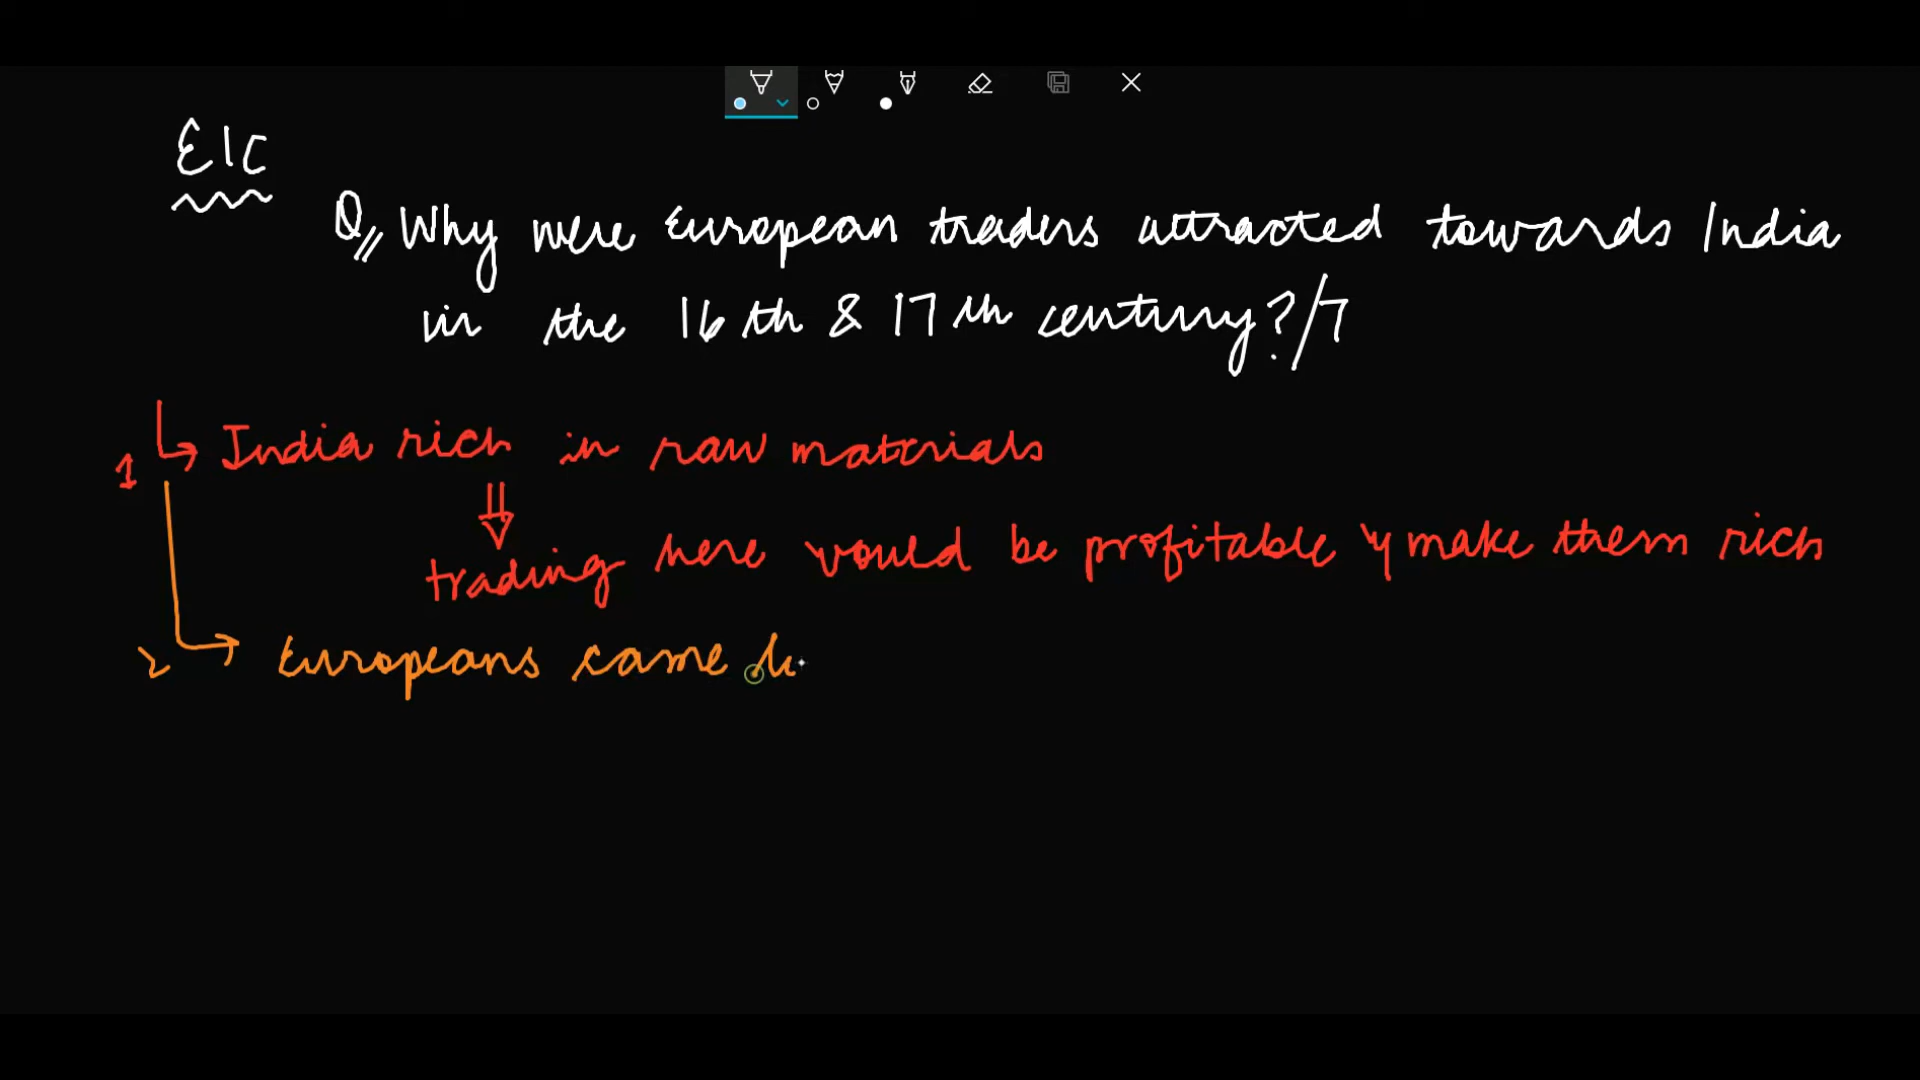 EIC
Q,, Why were European traders attracted towards India
in the 16th & 17th century?/7
1 India rich in raw materials
trading here would be profitable & make them rich
2 Europeans came